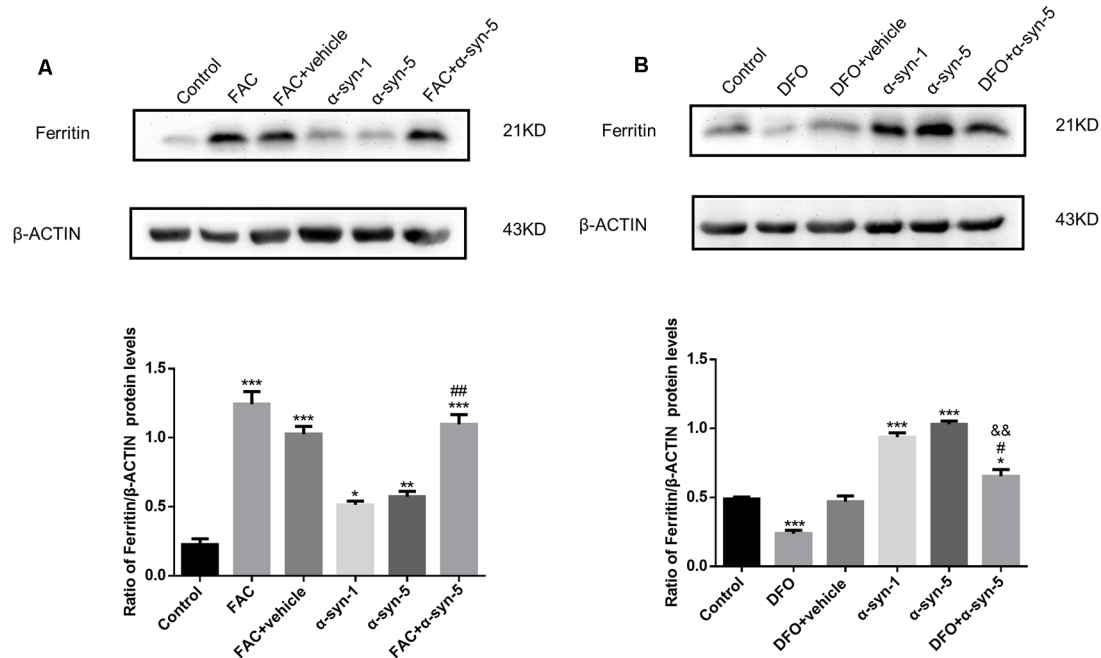 A
Control
FAC
FAC+vehicle
α-syn-1
α-syn-5
FAC+α-syn-5
Ferritin
21KD
β-ACTIN
43KD
Ratio of Ferritin/β-ACTIN protein levels
1.5
1.0
0.5
0.0
***
***
*
**
##
***
Control
FAC
FAC+vehicle
α-syn-1
α-syn-5
FAC+α-syn-5
B
Control
DFO
DFO+vehicle
α-syn-1
α-syn-5
DFO+α-syn-5
Ferritin
21KD
β-ACTIN
43KD
Ratio of Ferritin/β-ACTIN protein levels
1.5
1.0
0.5
0.0
***
***
***
&&
#
*
Control
DFO
DFO+vehicle
α-syn-1
α-syn-5
DFO+α-syn-5